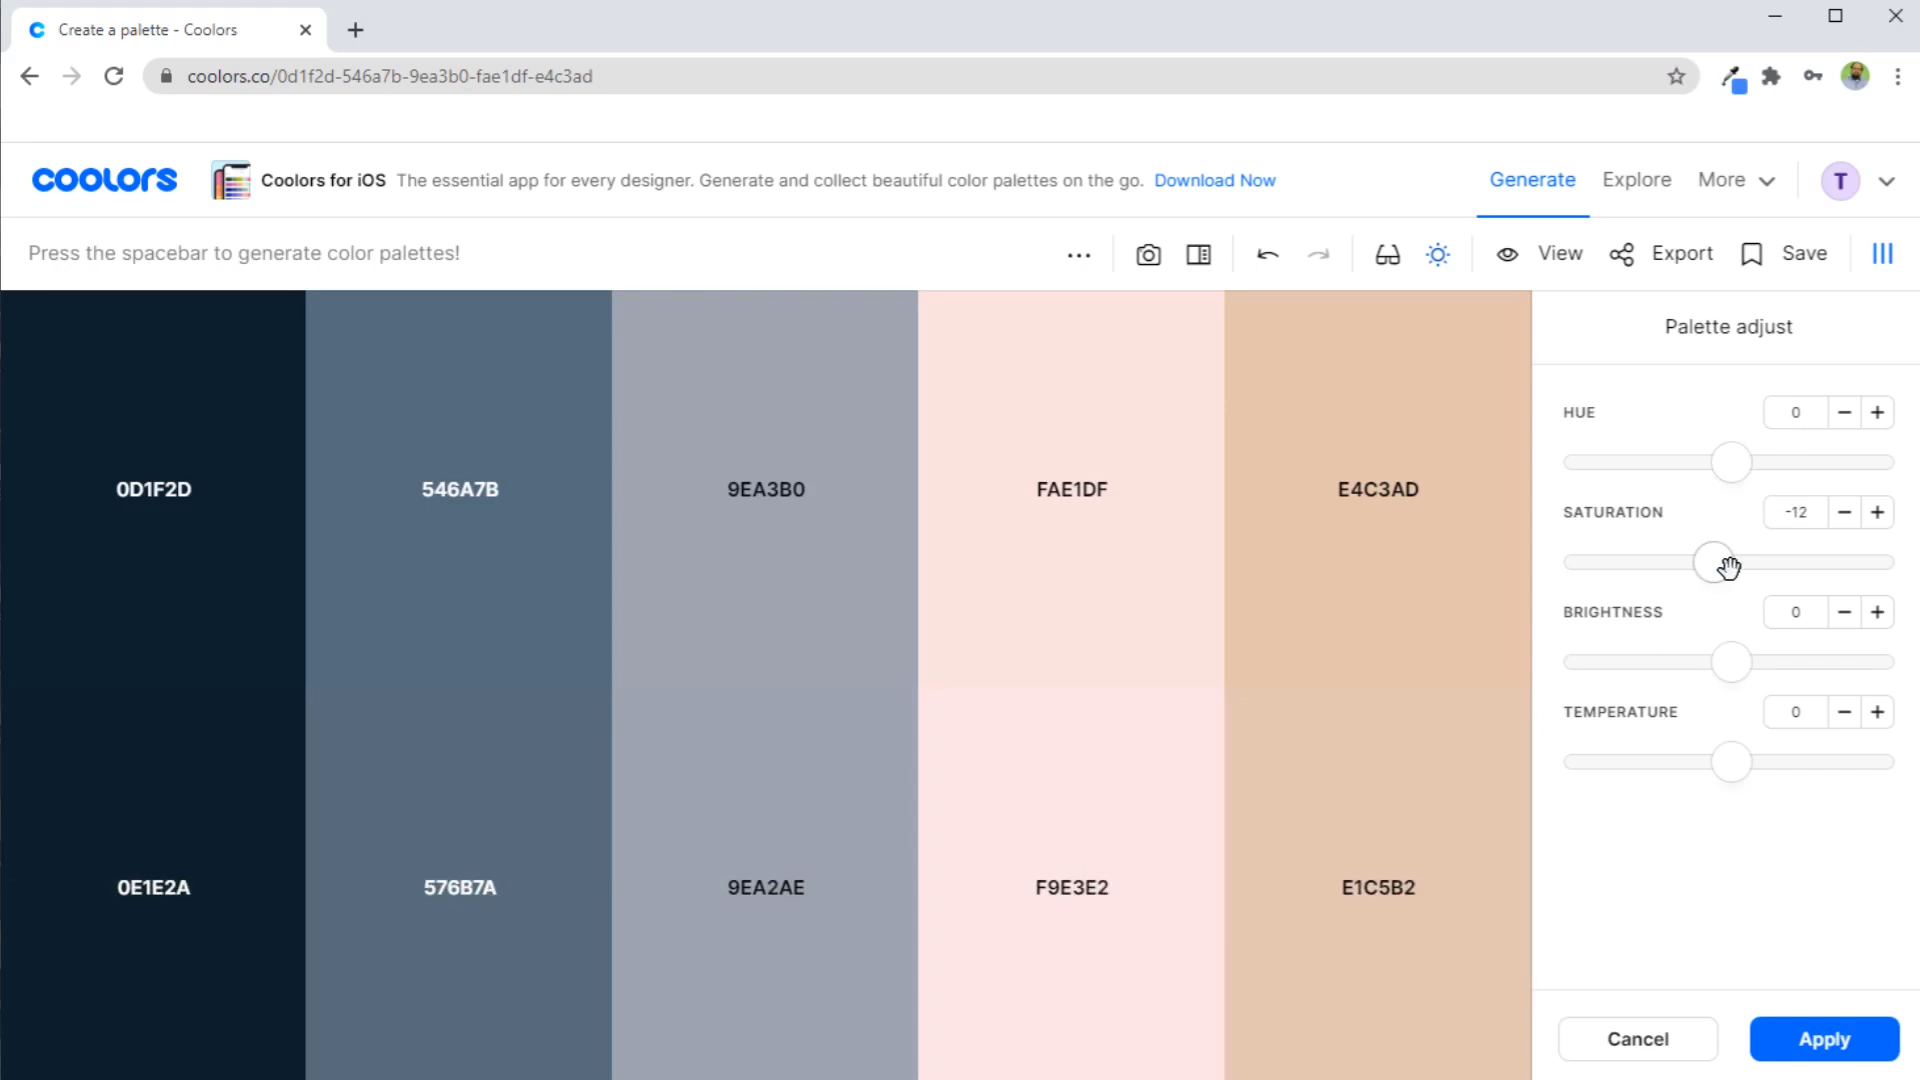 Create a palette - Coolors
coolors.co/0d1f2d-546a7b-9ea3b0-fae1df-e4c3ad
coolors
Coolors for iOS The essential app for every designer. Generate and collect beautiful color palettes on the go. Download Now
Generate Explore More T
Press the spacebar to generate color palettes!
View Export Save
Palette adjust
HUE 0 − +
SATURATION -12 − +
BRIGHTNESS 0 − +
TEMPERATURE 0 − +
0D1F2D 546A7B 9EA3B0 FAE1DF E4C3AD
0E1E2A 576B7A 9EA2AE F9E3E2 E1C5B2
Cancel Apply